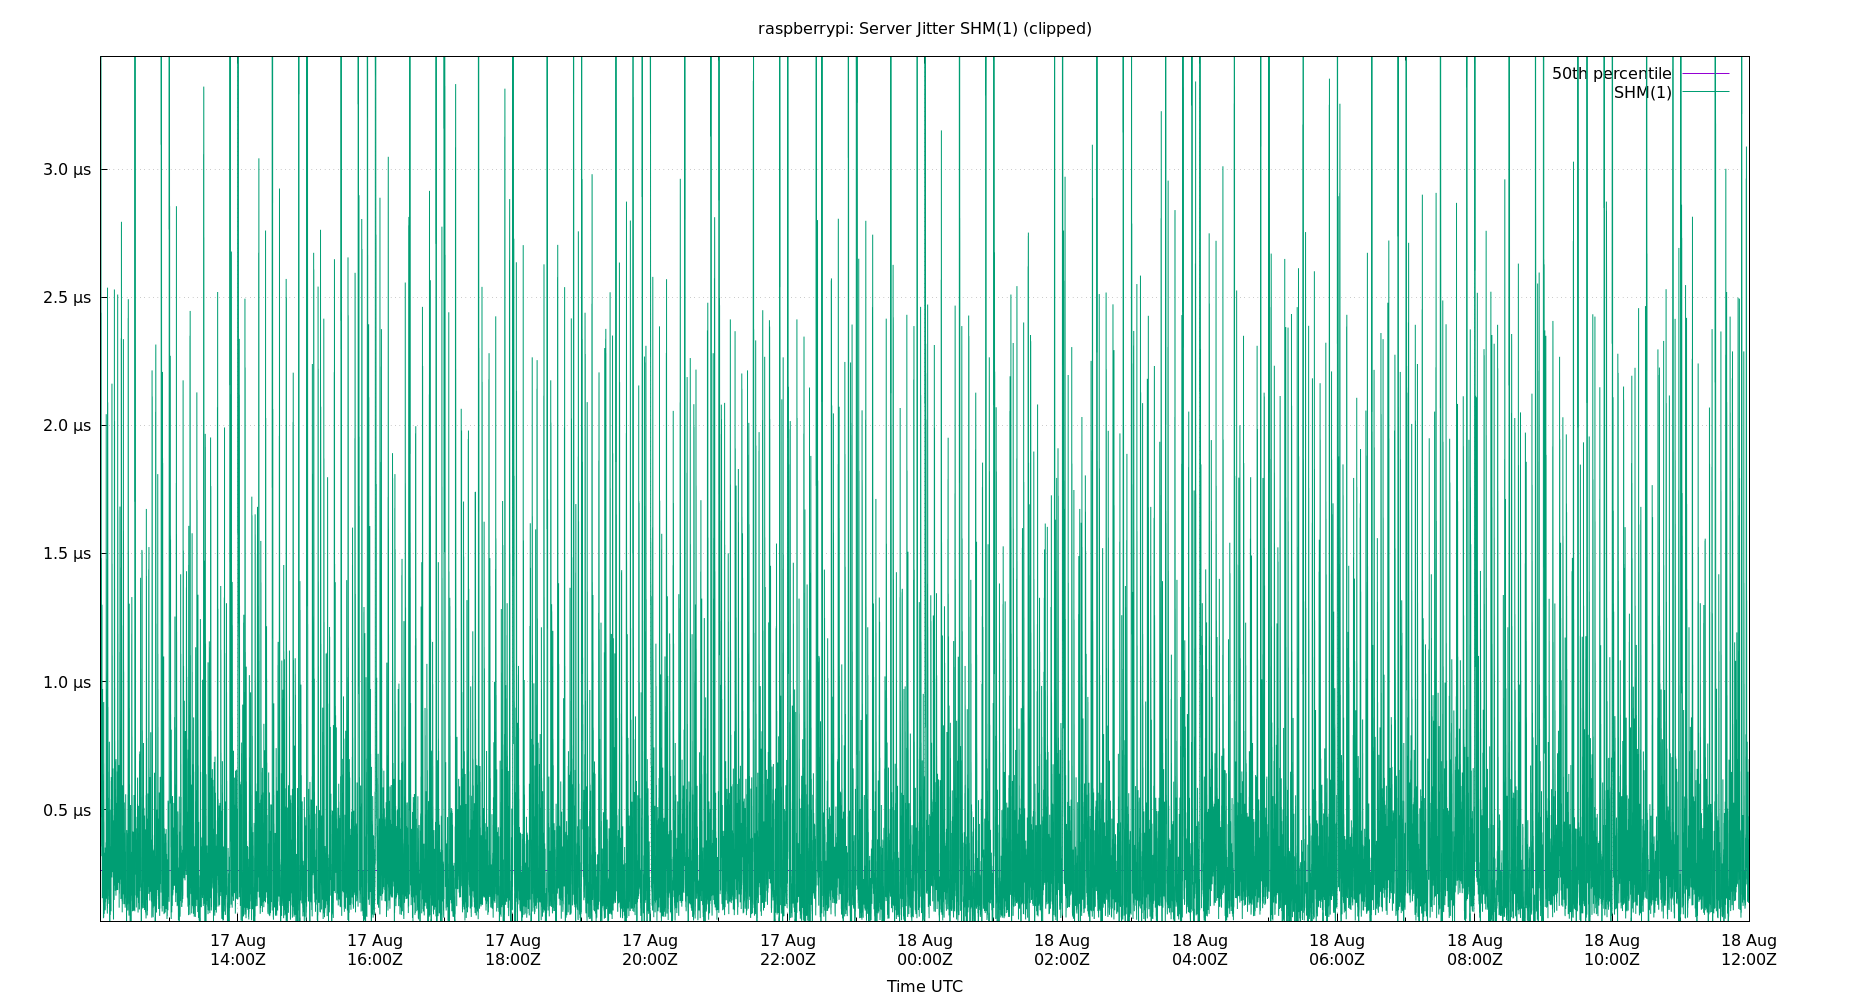 raspberrypi: Server Jitter SHM(1) (clipped)
50th percentile
SHM(1)
3.0 µs
2.5 µs
2.0 µs
1.5 µs
1.0 µs
0.5 µs
17 Aug 17 Aug 17 Aug 17 Aug 17 Aug 18 Aug 18 Aug 18 Aug 18 Aug 18 Aug 18 Aug 18 Aug
14:00Z 16:00Z 18:00Z 20:00Z 22:00Z 00:00Z 02:00Z 04:00Z 06:00Z 08:00Z 10:00Z 12:00Z
Time UTC